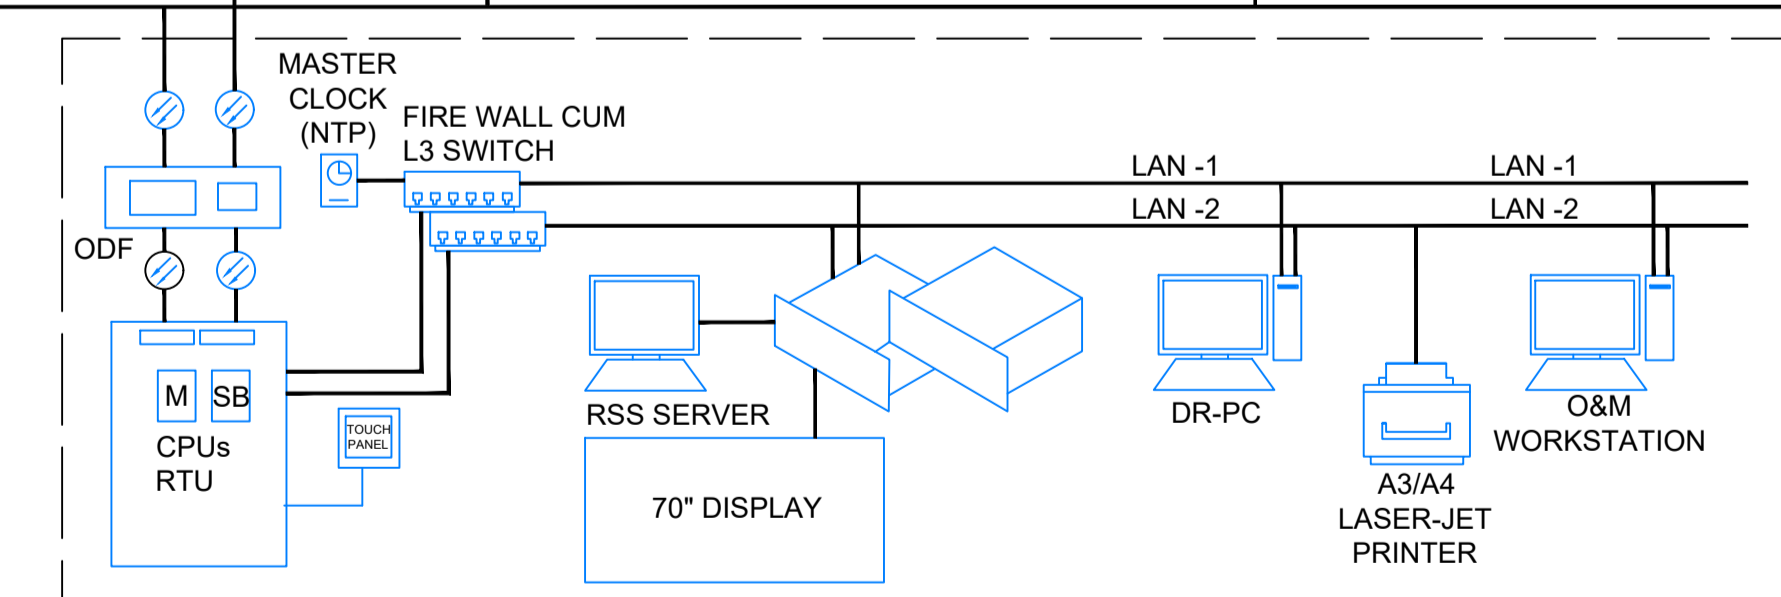 MASTER
CLOCK
(NTP)
FIRE WALL CUM
L3 SWITCH
LAN -1
LAN -1
LAN -2
LAN -2
ODF
M
SB
CPUs
RTU
TOUCH
PANEL
RSS SERVER
70" DISPLAY
DR-PC
A3/A4
LASER-JET
PRINTER
O&M
WORKSTATION